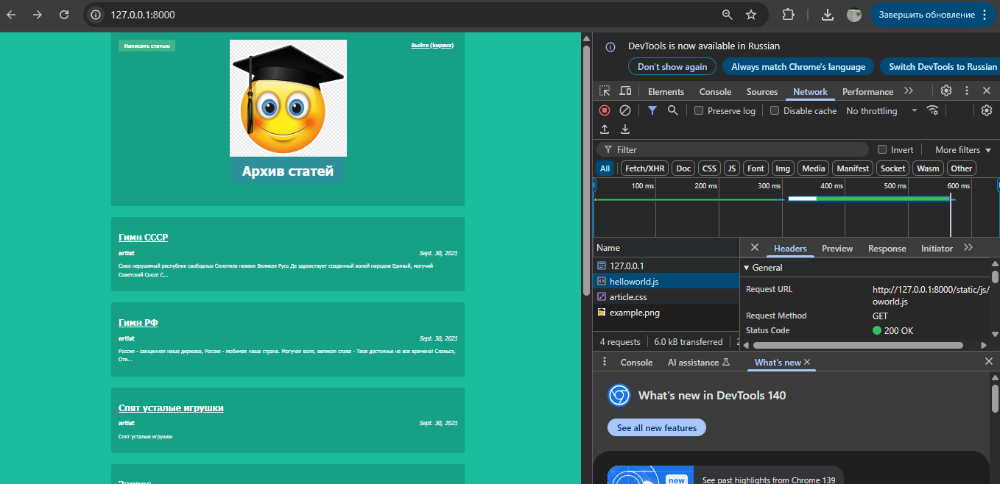 127.0.0.1:8000
Завершить обновление
Написать статью
Выйти (kupava)
Архив статей
Гимн СССР
artist
Sept. 30, 2025
Союз нерушимый республик свободных Сплотила навеки Великая Русь Да здравствует созданный волей народов Единый, могучий
Советский Союз! С...
Гимн РФ
artist
Sept. 30, 2025
Россия - священная наша держава, Россия - любимая наша страна. Могучая воля, великая слава - Твое достоянье на все времена! Славься,
Оте...
Спят усталые игрушки
artist
Sept. 30, 2025
Спят усталые игрушки
Запрос
DevTools is now available in Russian
Don't show again
Always match Chrome's language
Switch DevTools to Russian
Elements
Console
Sources
Network
Performance
Preserve log
Disable cache
No throttling
Filter
Invert
More filters
All
Fetch/XHR
Doc
CSS
JS
Font
Img
Media
Manifest
Socket
Wasm
Other
100 ms
200 ms
300 ms
400 ms
500 ms
600 ms
Name
Headers
Preview
Response
Initiator
127.0.0.1
helloworld.js
article.css
example.png
General
Request URL
http://127.0.0.1:8000/static/js/
oworld.js
Request Method
GET
Status Code
200 OK
4 requests
6.0 kB transferred
2
Console
AI assistance
What's new
What's new in DevTools 140
See all new features
new
See past highlights from Chrome 139